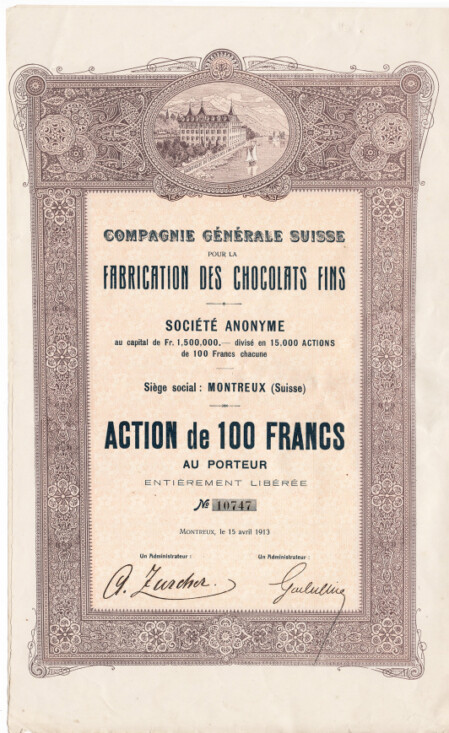 COMPAGNIE GÉNÉRALE SUISSE
POUR LA
FABRICATION DES CHOCOLATS FINS
SOCIÉTÉ ANONYME
au capital de Fr. 1,500,000.— divisé en 15,000 ACTIONS
de 100 Francs chacune
Siège social : MONTREUX (Suisse)
ACTION de 100 FRANCS
AU PORTEUR
ENTIÈREMENT LIBÉRÉE
№ 10747
MONTREUX, le 15 avril 1913
Un Administrateur : Un Administrateur :
A. Zurcher.